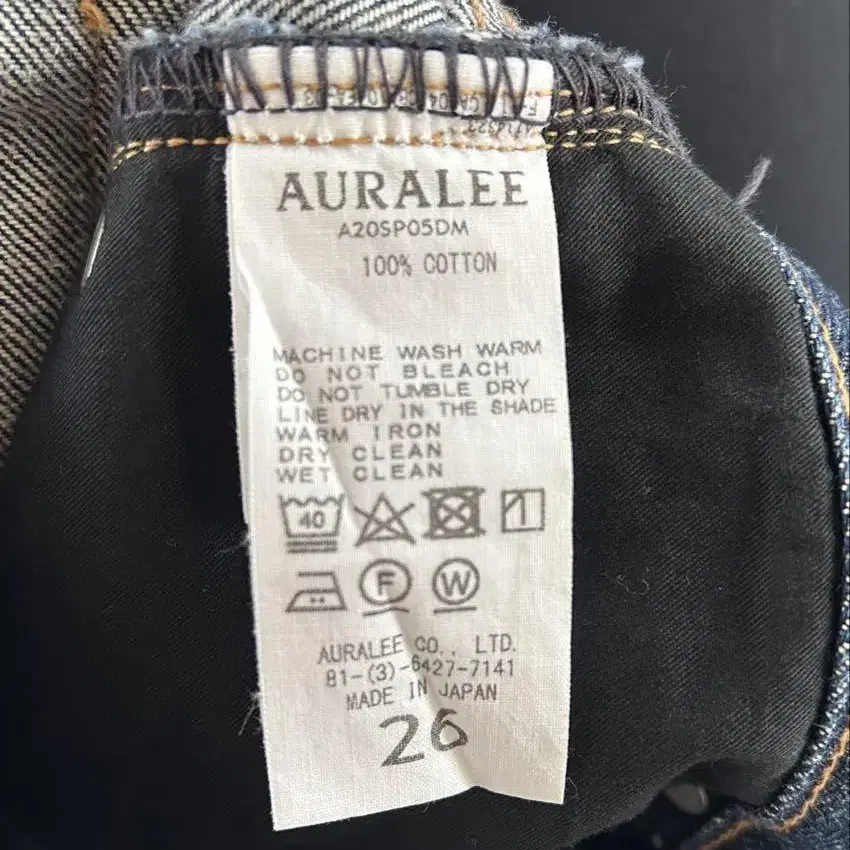 AURALEE
A20SP05DM
100% COTTON
MACHINE WASH WARM
DO NOT BLEACH
DO NOT TUMBLE DRY
LINE DRY IN THE SHADE
WARM IRON
DRY CLEAN
WET CLEAN
40
F
W
AURALEE CO., LTD.
81-(3)-6427-7141
MADE IN JAPAN
26